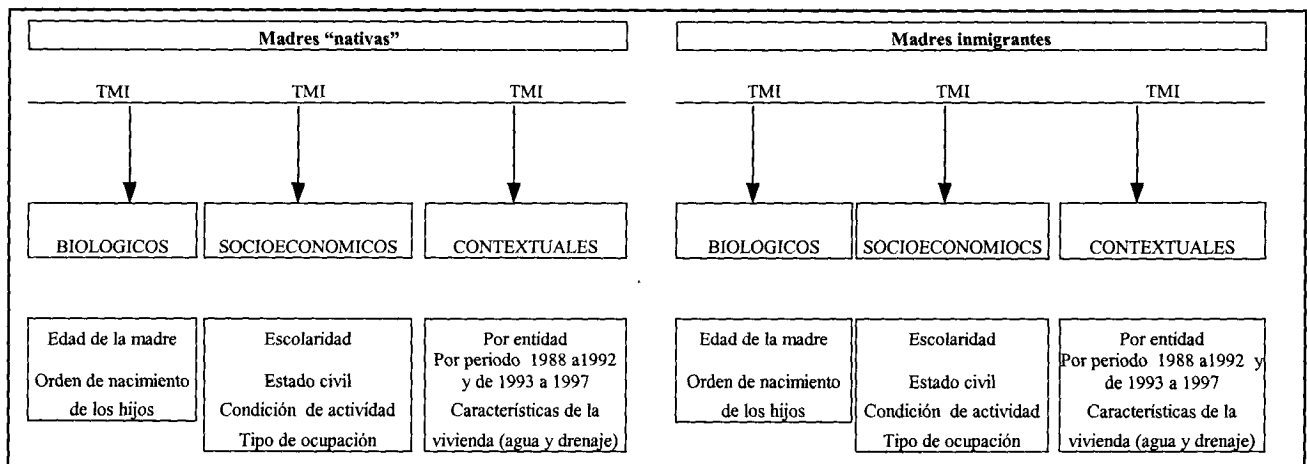 Madres “nativas”
TMI TMI TMI
BIOLOGICOS SOCIOECONOMICOS CONTEXTUALES
Edad de la madre
Orden de nacimiento
de los hijos
Escolaridad
Estado civil
Condición de actividad
Tipo de ocupación
Por entidad
Por periodo 1988 a1992
y de 1993 a 1997
Características de la
vivienda (agua y drenaje)
Madres inmigrantes
TMI TMI TMI
BIOLOGICOS SOCIOECONOMIOCS CONTEXTUALES
Edad de la madre
Orden de nacimiento
de los hijos
Escolaridad
Estado civil
Condición de actividad
Tipo de ocupación
Por entidad
Por periodo 1988 a1992 y
de 1993 a 1997
Características de la
vivienda (agua y drenaje)